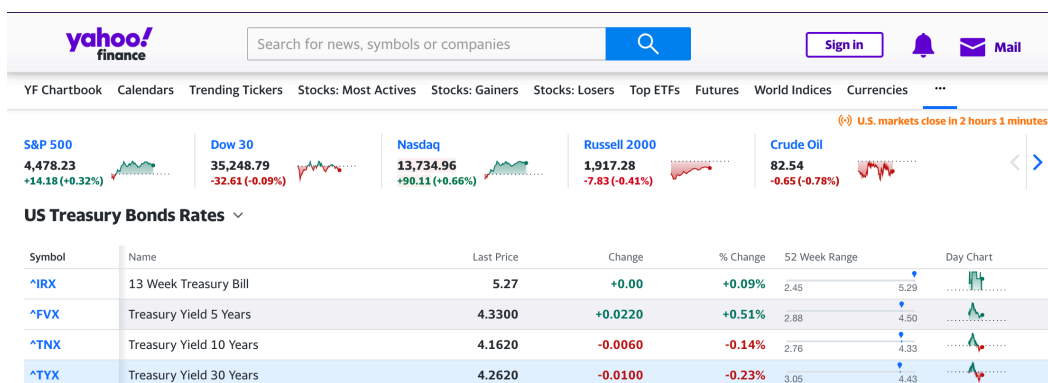 yahoo!
finance
Search for news, symbols or companies
Sign in
Mail
YF Chartbook Calendars Trending Tickers Stocks: Most Actives Stocks: Gainers Stocks: Losers Top ETFs Futures World Indices Currencies ...
U.S. markets close in 2 hours 1 minutes
S&P 500 Dow 30 Nasdaq Russell 2000 Crude Oil
4,478.23 35,248.79 13,734.96 1,917.28 82.54
+14.18 (+0.32%) -32.61 (-0.09%) +90.11 (+0.66%) -7.83 (-0.41%) -0.65 (-0.78%)
US Treasury Bonds Rates
Symbol Name Last Price Change % Change 52 Week Range Day Chart
^IRX 13 Week Treasury Bill 5.27 +0.00 +0.09% 2.45 5.29
^FVX Treasury Yield 5 Years 4.3300 +0.0220 +0.51% 2.88 4.50
^TNX Treasury Yield 10 Years 4.1620 -0.0060 -0.14% 2.76 4.33
^TYX Treasury Yield 30 Years 4.2620 -0.0100 -0.23% 3.05 4.43